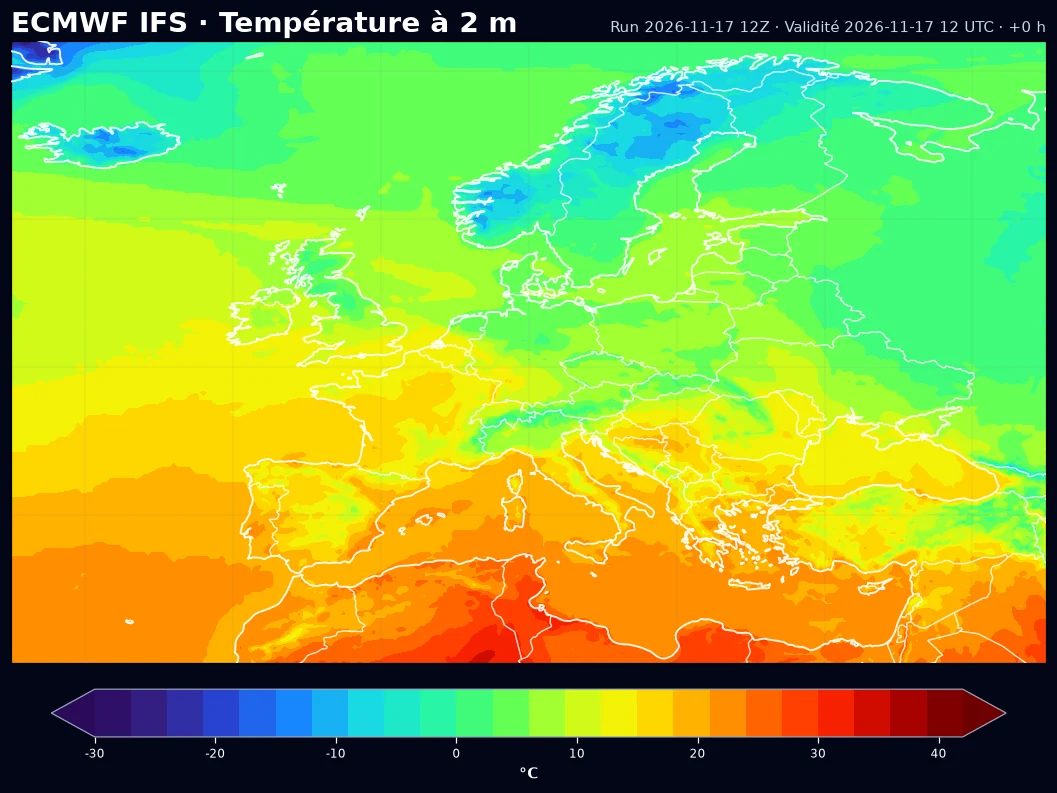 ECMWF IFS · Température à 2 m
Run 2026-11-17 12Z · Validité 2026-11-17 12 UTC · +0 h
-30 -20 -10 0 10 20 30 40
°C